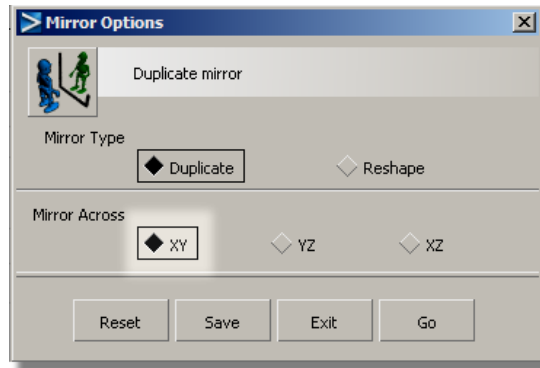 Mirror Options
Duplicate mirror
Mirror Type
Duplicate Reshape
Mirror Across
XY YZ XZ
Reset Save Exit Go